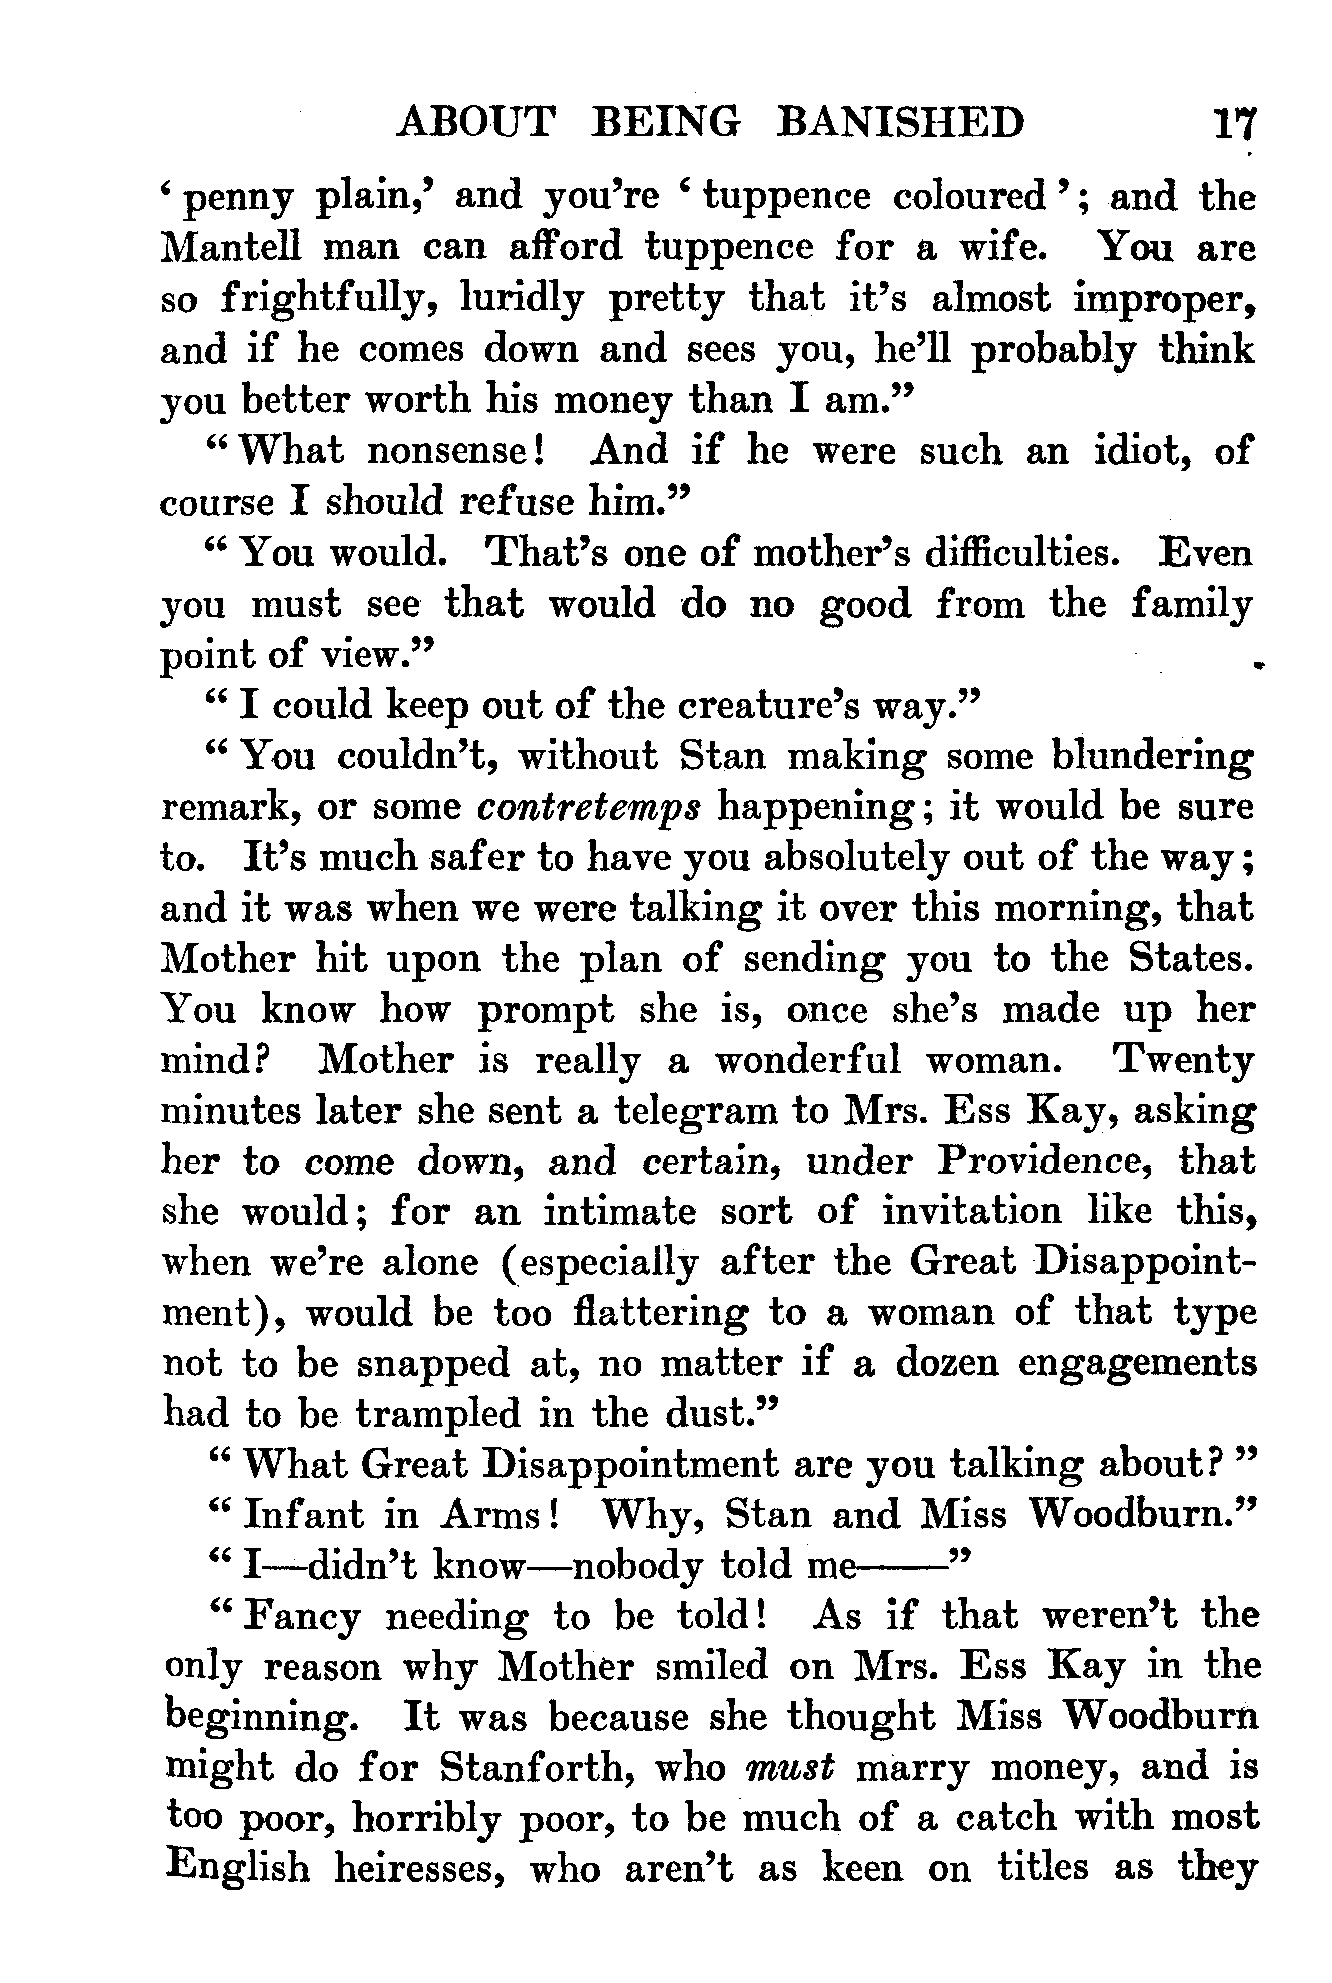 ABOUT BEING BANISHED 17
‘penny plain,’ and you’re ‘tuppence coloured’; and the
Mantell man can afford tuppence for a wife. You are
so frightfully, luridly pretty that it’s almost improper,
and if he comes down and sees you, he’ll probably think
you better worth his money than I am.”
“What nonsense! And if he were such an idiot, of
course I should refuse him.”
“You would. That’s one of mother’s difficulties. Even
you must see that would do no good from the family
point of view.”
“I could keep out of the creature’s way.”
“You couldn’t, without Stan making some blundering
remark, or some contretemps happening; it would be sure
to. It’s much safer to have you absolutely out of the way;
and it was when we were talking it over this morning, that
Mother hit upon the plan of sending you to the States.
You know how prompt she is, once she’s made up her
mind? Mother is really a wonderful woman. Twenty
minutes later she sent a telegram to Mrs. Ess Kay, asking
her to come down, and certain, under Providence, that
she would; for an intimate sort of invitation like this,
when we’re alone (especially after the Great Disappoint-
ment), would be too flattering to a woman of that type
not to be snapped at, no matter if a dozen engagements
had to be trampled in the dust.”
“What Great Disappointment are you talking about?”
“Infant in Arms! Why, Stan and Miss Woodburn.”
“I—didn’t know—nobody told me——”
“Fancy needing to be told! As if that weren’t the
only reason why Mother smiled on Mrs. Ess Kay in the
beginning. It was because she thought Miss Woodburn
might do for Stanforth, who must marry money, and is
too poor, horribly poor, to be much of a catch with most
English heiresses, who aren’t as keen on titles as they